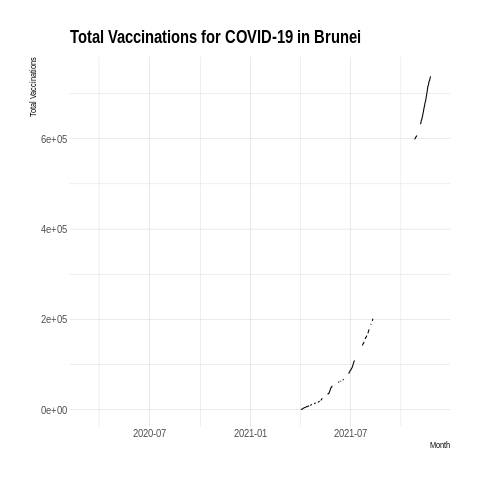 Total Vaccinations for COVID-19 in Brunei
Total Vaccinations
6e+05
4e+05
2e+05
0e+00
2020-07 2021-01 2021-07
Month